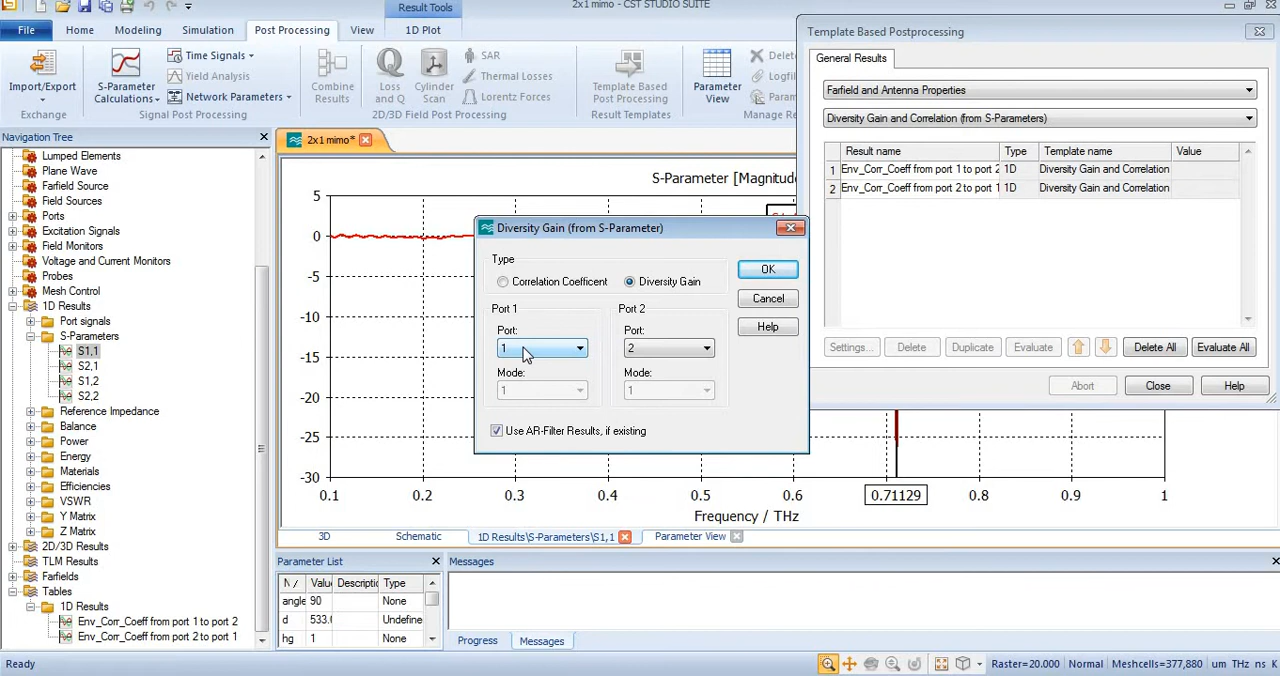 2x1 mimo - CST STUDIO SUITE
Result Tools
File
Home
Modeling
Simulation
Post Processing
View
1D Plot
Import/Export
Exchange
S-Parameter
Calculations
Time Signals
Yield Analysis
Network Parameters
Signal Post Processing
Combine
Results
Loss
and Q
Cylinder
Scan
SAR
Thermal Losses
Lorentz Forces
2D/3D Field Post Processing
Template Based
Post Processing
Result Templates
Parameter
View
Delete
Logfil
Param
Manage Re
Template Based Postprocessing
General Results
Farfield and Antenna Properties
Diversity Gain and Correlation (from S-Parameters)
Result name Type Template name Value
1 Env_Corr_Coeff from port 1 to port 2 1D Diversity Gain and Correlation
2 Env_Corr_Coeff from port 2 to port 1 1D Diversity Gain and Correlation
Settings... Delete Duplicate Evaluate Delete All Evaluate All
Abort Close Help
Navigation Tree
Lumped Elements
Plane Wave
Farfield Source
Field Sources
Ports
Excitation Signals
Field Monitors
Voltage and Current Monitors
Probes
Mesh Control
1D Results
Port signals
S-Parameters
S1,1
S2,1
S1,2
S2,2
Reference Impedance
Balance
Power
Energy
Materials
Efficiencies
VSWR
Y Matrix
Z Matrix
2D/3D Results
TLM Results
Farfields
Tables
1D Results
Env_Corr_Coeff from port 1 to port 2
Env_Corr_Coeff from port 2 to port 1
2x1 mimo*
S-Parameter [Magnitud
5
0
-5
-10
-15
-20
-25
-30
0.1 0.2 0.3 0.4 0.5 0.6 0.71129 0.8 0.9 1
Frequency / THz
Diversity Gain (from S-Parameter)
Type
Correlation Coefficent
Diversity Gain
OK
Cancel
Help
Port 1
Port:
1
Mode:
1
Port 2
Port:
2
Mode:
1
Use AR-Filter Results, if existing
3D
Schematic
1D Results\S-Parameters\S1,1
Parameter View
Parameter List
N Valu Descriptio Type
angle 90 None
d 533.0 Undefine
hg 1 None
Messages
Progress
Messages
Ready
Raster=20.000 Normal Meshcells=377,880 um THz ns K